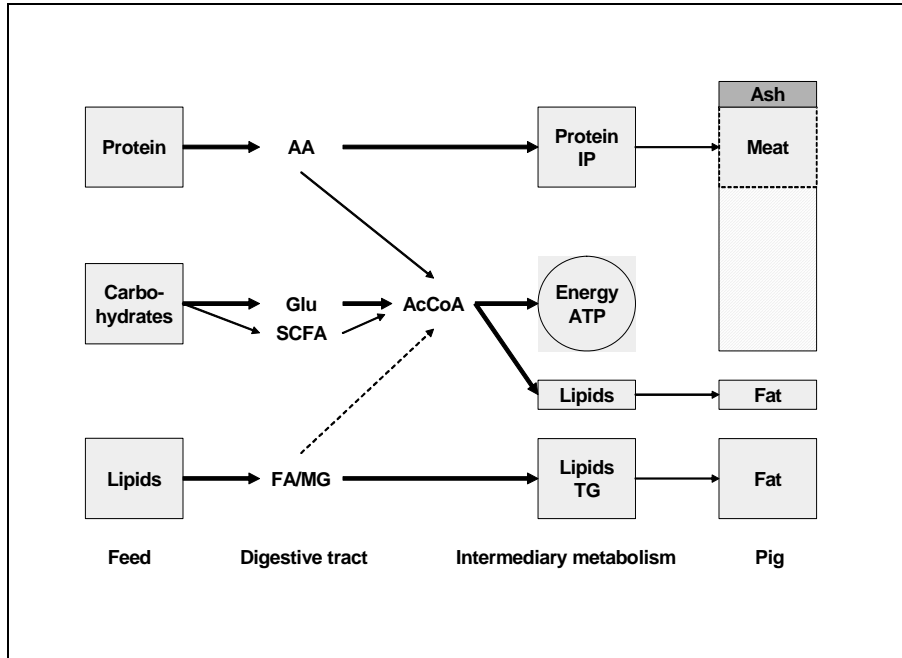 Ash
Protein
AA
Protein
IP
Meat
Carbo-
hydrates
Glu
SCFA
AcCoA
Energy
ATP
Lipids
Fat
Lipids
FA/MG
Lipids
TG
Fat
Feed
Digestive tract
Intermediary metabolism
Pig